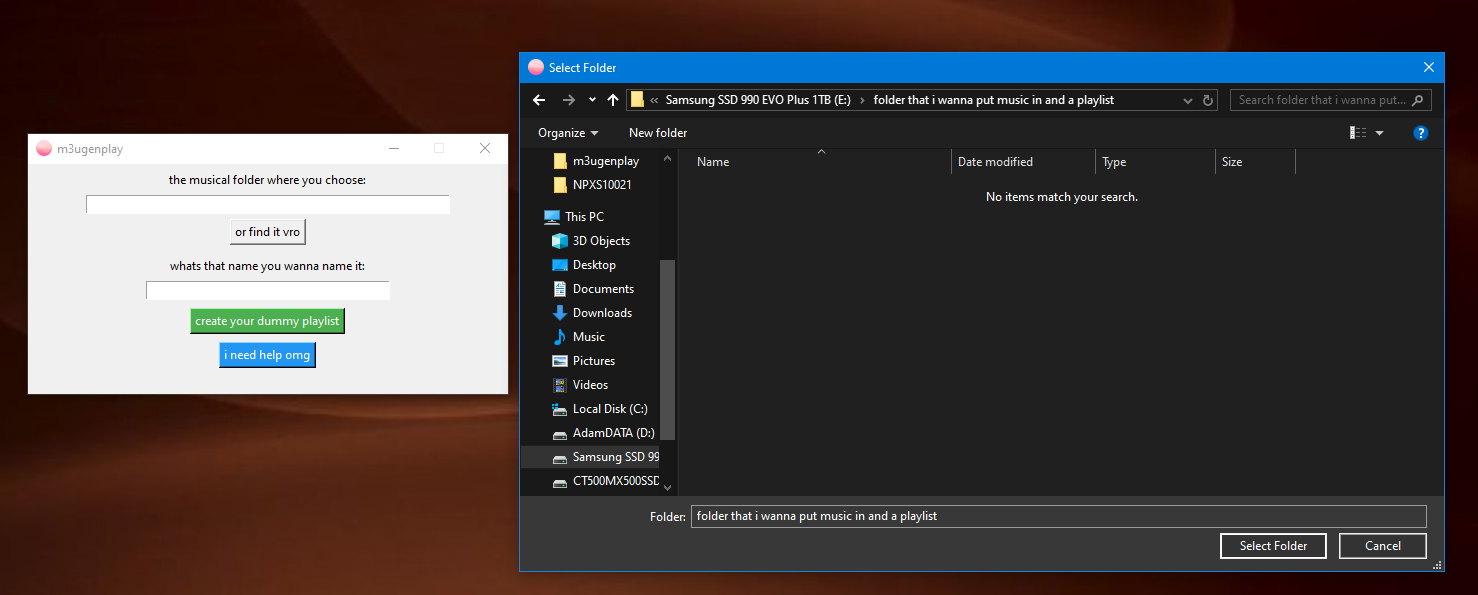 m3ugenplay
the musical folder where you choose:
or find it vro
whats that name you wanna name it:
create your dummy playlist
i need help omg
Select Folder
« Samsung SSD 990 EVO Plus 1TB (E:) › folder that i wanna put music in and a playlist
Search folder that i wanna put...
Organize
New folder
?
m3ugenplay
NPXS10021
This PC
3D Objects
Desktop
Documents
Downloads
Music
Pictures
Videos
Local Disk (C:)
AdamDATA (D:)
Samsung SSD 99
CT500MX500SSD
Name Date modified Type Size
No items match your search.
Folder: folder that i wanna put music in and a playlist
Select Folder Cancel